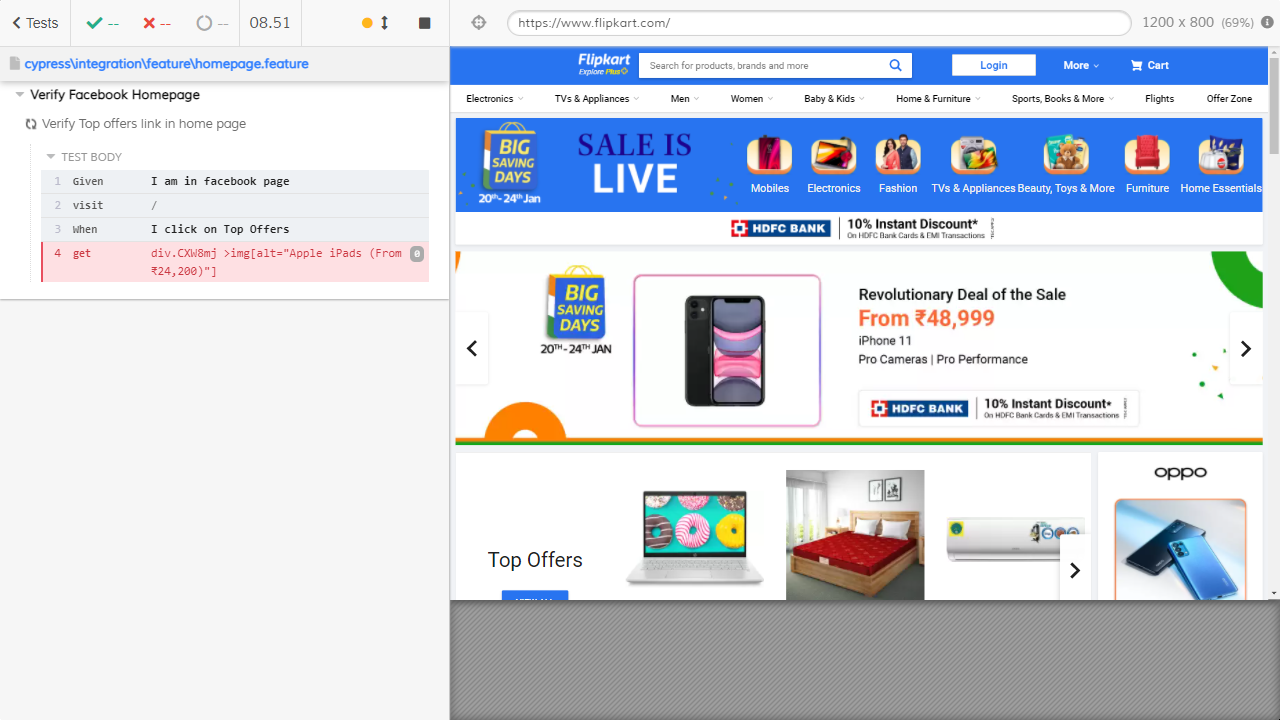 Tests
--
--
--
08.51
https://www.flipkart.com/
1200 x 800 (69%)
cypress\integration\feature\homepage.feature
Verify Facebook Homepage
Verify Top offers link in home page
TEST BODY
1 Given I am in facebook page
2 visit /
3 When I click on Top Offers
4 get div.CXW8mj >img[alt="Apple iPads (From
₹24,200)"]
0
Flipkart
Explore Plus
Search for products, brands and more
Login
More
Cart
Electronics
TVs & Appliances
Men
Women
Baby & Kids
Home & Furniture
Sports, Books & More
Flights
Offer Zone
BIG
SAVING
DAYS
20TH-24TH Jan
SALE IS
LIVE
Mobiles
Electronics
Fashion
TVs & Appliances
Beauty, Toys & More
Furniture
Home Essentials
HDFC BANK
10% Instant Discount*
On HDFC Bank Cards & EMI Transactions
BIG
SAVING
DAYS
20TH-24TH JAN
Revolutionary Deal of the Sale
From ₹48,999
iPhone 11
Pro Cameras | Pro Performance
HDFC BANK
10% Instant Discount*
On HDFC Bank Cards & EMI Transactions
Top Offers
oppo